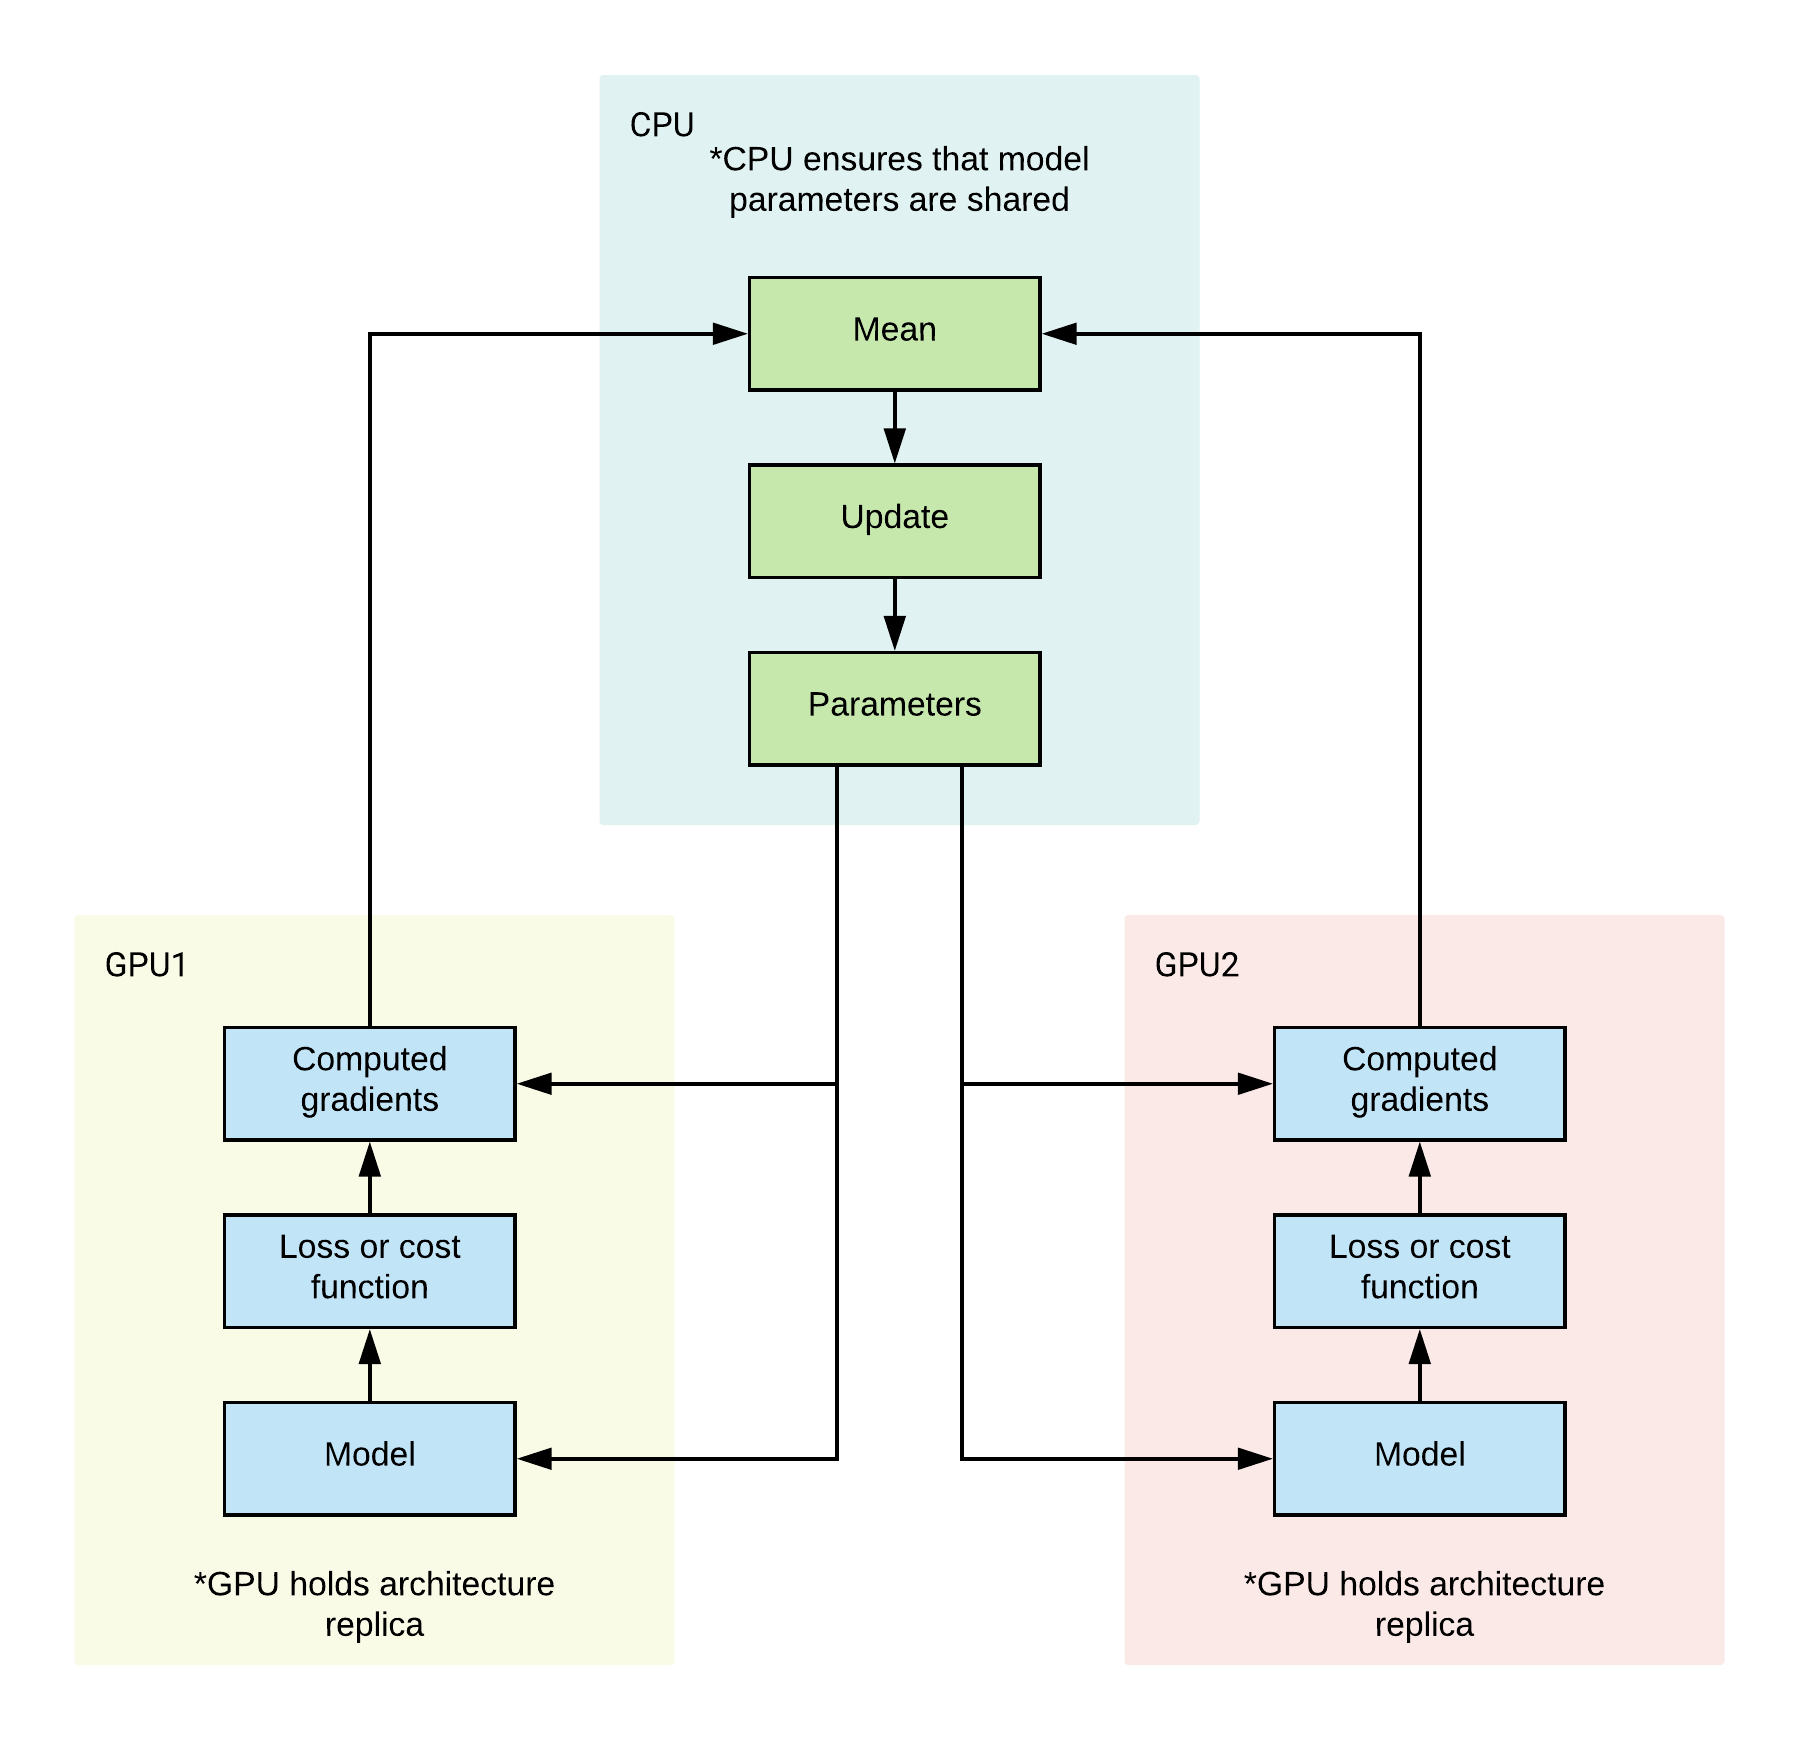 CPU
*CPU ensures that model
parameters are shared
Mean
Update
Parameters
GPU1
Computed
gradients
Loss or cost
function
Model
*GPU holds architecture
replica
GPU2
Computed
gradients
Loss or cost
function
Model
*GPU holds architecture
replica